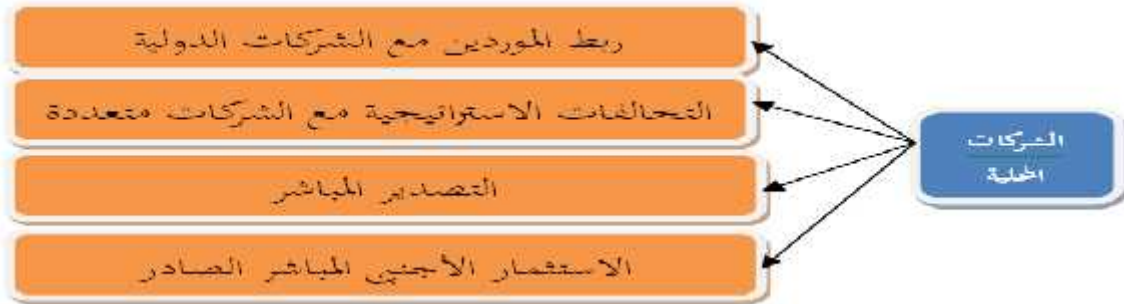 ربط الموردين مع الشركات الدولية
التحالفات الاستراتيجية مع الشركات متعددة
التصدير المباشر
الاستثمار الأجنبي المباشر الصادر
الشركات
المحلية